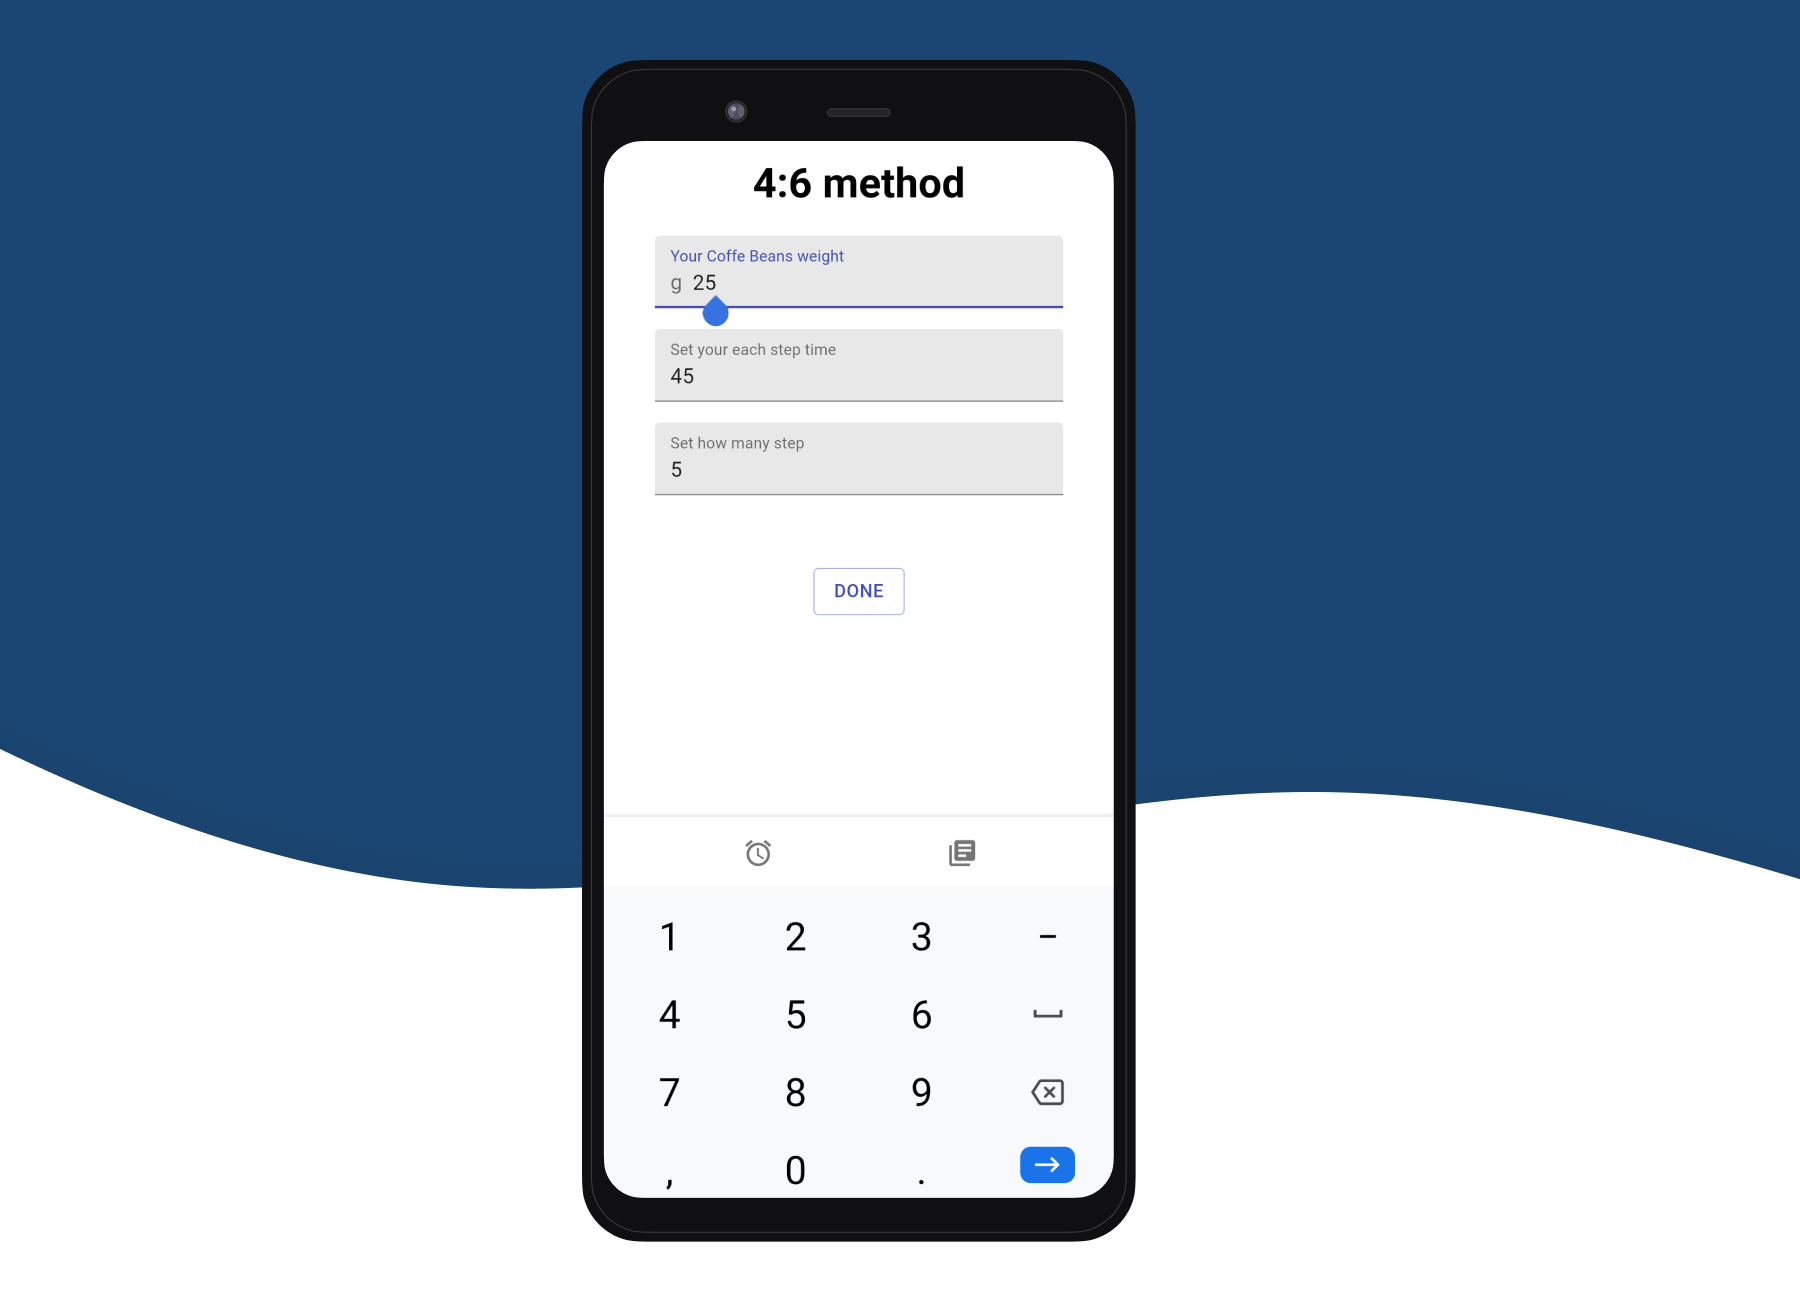 4:6 method
Your Coffe Beans weight
g 25
Set your each step time
45
Set how many step
5
DONE
1 2 3 –
4 5 6
7 8 9
, 0 .